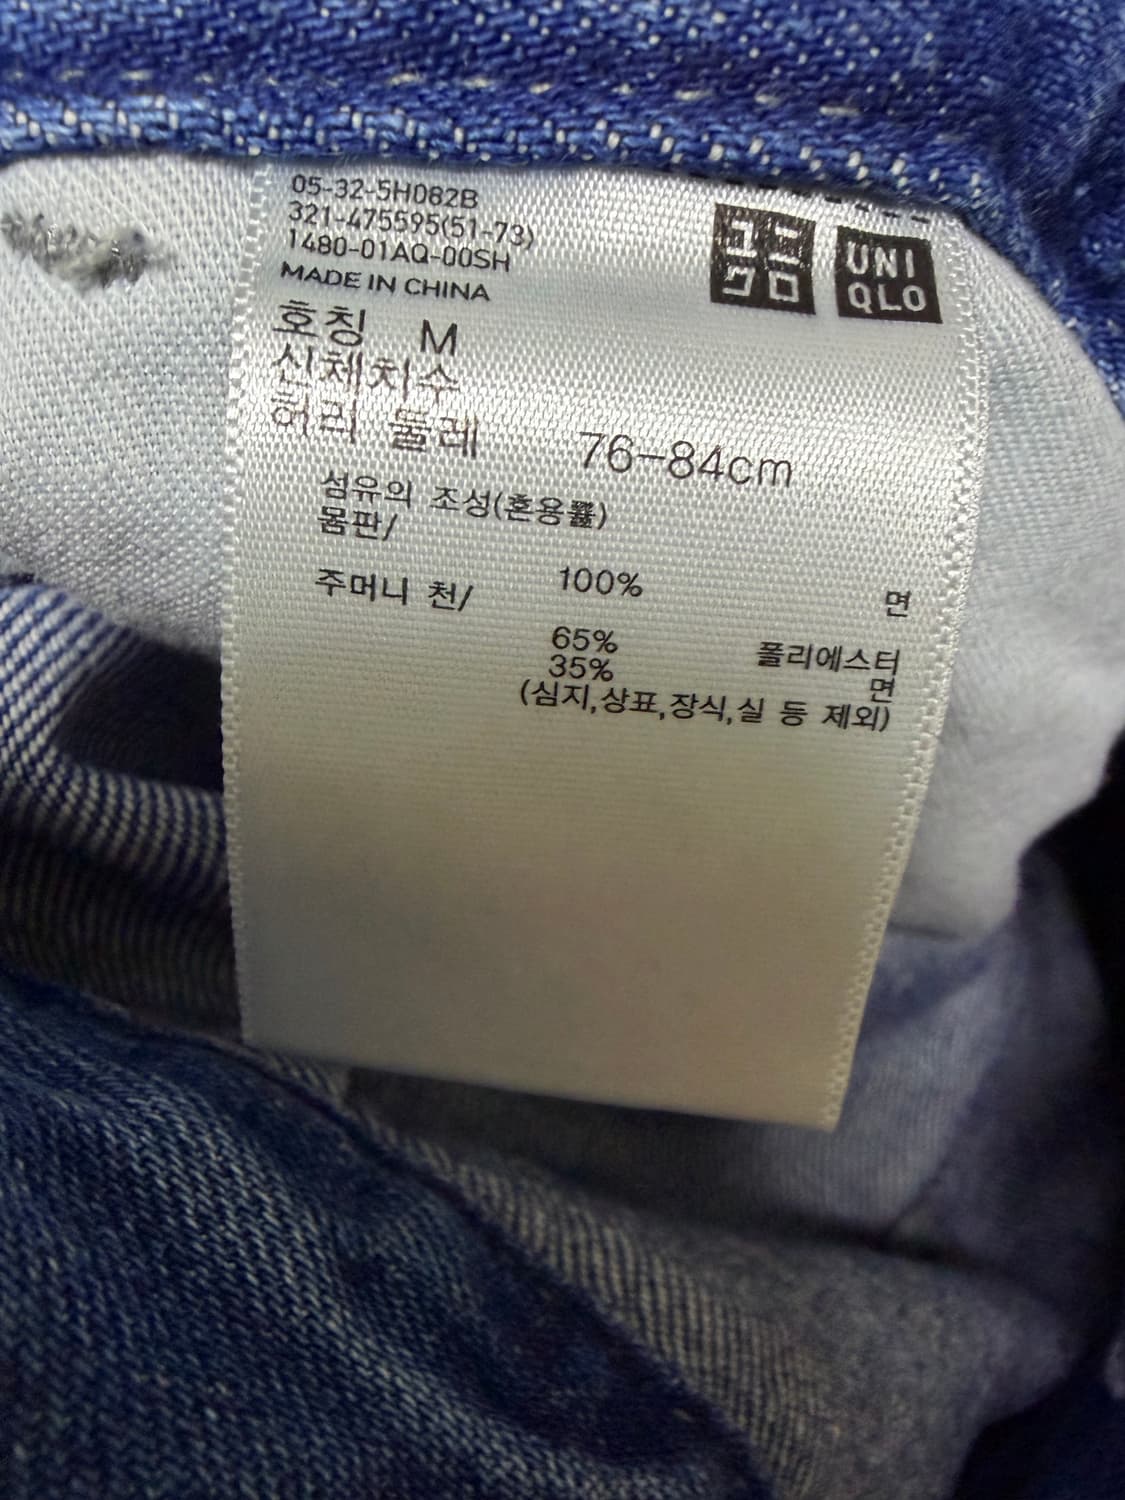 05-32-5H082B
321-475595(51-73)
1480-01AQ-00SH
MADE IN CHINA
ユニ
クロ
UNI
QLO
호칭 M
신체치수
허리 둘레 76-84cm
섬유의 조성(혼용률)
몸판/
100% 면
주머니 천/
65% 폴리에스터
35% 면
(심지,상표,장식,실 등 제외)